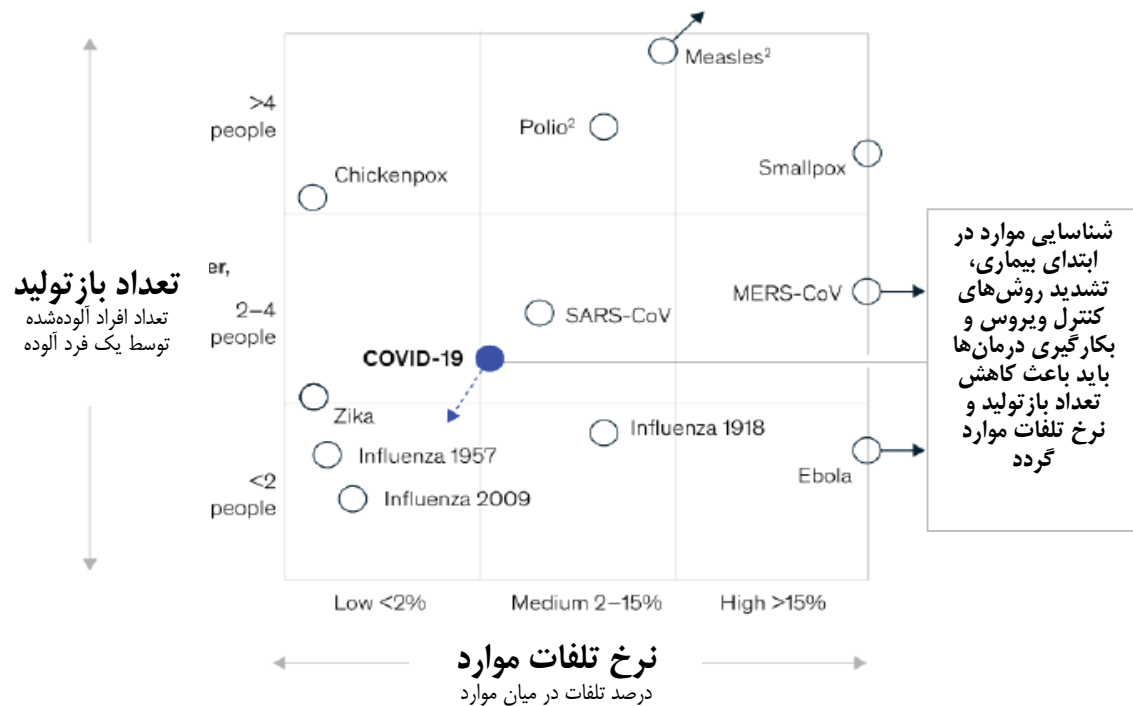 Measles²
>4
people
Polio²
Smallpox
Chickenpox
شناسایی موارد در
ابتدای بیماری،
تشدید روش‌های
کنترل ویروس و
بکارگیری درمان‌ها
باید باعث کاهش
تعداد بازتولید و
نرخ تلفات موارد
گردد
er,
تعداد بازتولید
تعداد افراد آلوده‌شده
توسط یک فرد آلوده
2–4
people
MERS-CoV
SARS-CoV
COVID-19
Zika
Influenza 1918
Influenza 1957
Ebola
<2
people
Influenza 2009
Low <2%
Medium 2–15%
High >15%
نرخ تلفات موارد
درصد تلفات در میان موارد